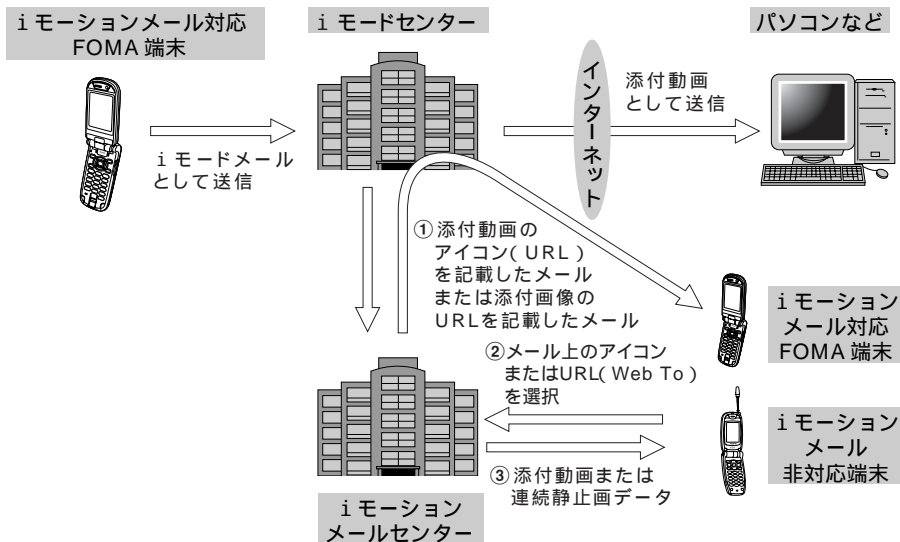 ｉモーションメール対応
FOMA 端末
ｉモードセンター
パソコンなど
インターネット
添付動画
として送信
ｉモードメール
として送信
①添付動画の
アイコン( URL )
を記載したメール
または添付画像の
URLを記載したメール
ｉモーション
メール対応
FOMA 端末
②メール上のアイコン
またはURL( Web To )
を選択
ｉモーション
メール
非対応端末
③添付動画または
連続静止画データ
ｉモーション
メールセンター